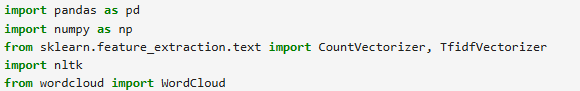 import pandas as pd
import numpy as np
from sklearn.feature_extraction.text import CountVectorizer, TfidfVectorizer
import nltk
from wordcloud import WordCloud